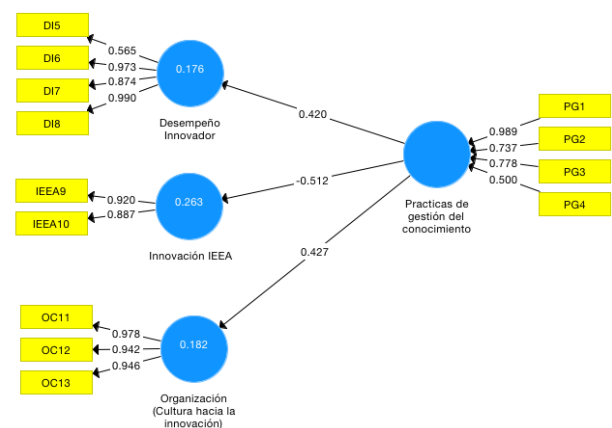 DI5
DI6
DI7
DI8
0.565
0.973
0.874
0.990
0.176
Desempeño
Innovador
0.420
PG1
PG2
PG3
PG4
0.989
0.737
0.778
0.500
Practicas de
gestión del
conocimiento
-0.512
IEEA9
IEEA10
0.920
0.887
0.263
Innovación IEEA
0.427
OC11
OC12
OC13
0.978
0.942
0.946
0.182
Organización
(Cultura hacia la
innovación)